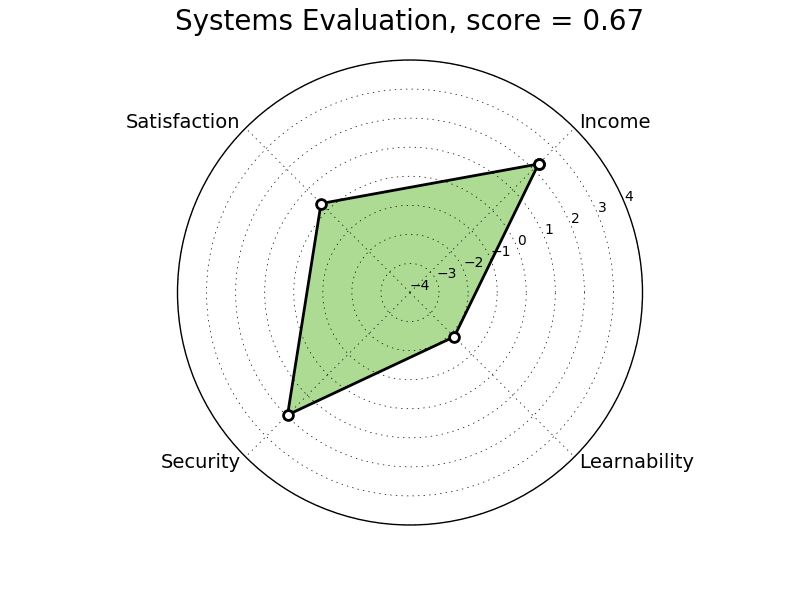 Systems Evaluation, score = 0.67
Satisfaction
Income
4
3
2
1
0
−1
−2
−3
−4
Security
Learnability